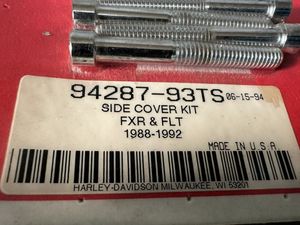 94287-93TS 06-15-94
SIDE COVER KIT
FXR & FLT
1988-1992
MADE IN U.S.A
HARLEY-DAVIDSON MILWAUKEE, WI 53201